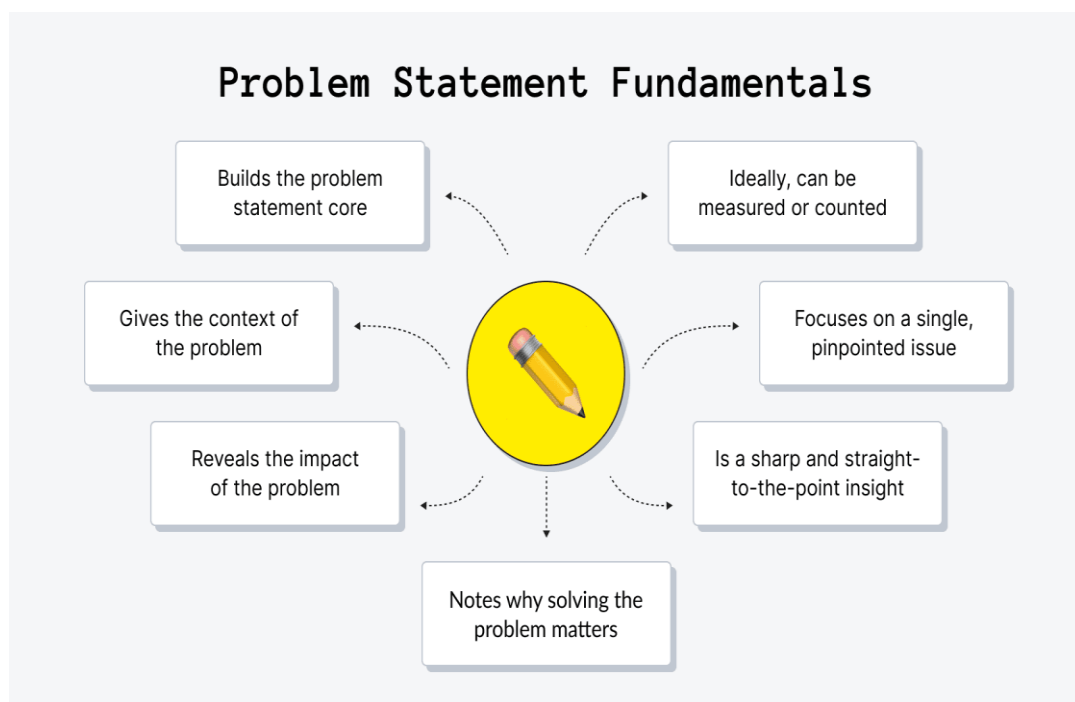 Problem Statement Fundamentals
Builds the problem
statement core
Ideally, can be
measured or counted
Gives the context of
the problem
Focuses on a single,
pinpointed issue
Reveals the impact
of the problem
Is a sharp and straight-
to-the-point insight
Notes why solving the
problem matters